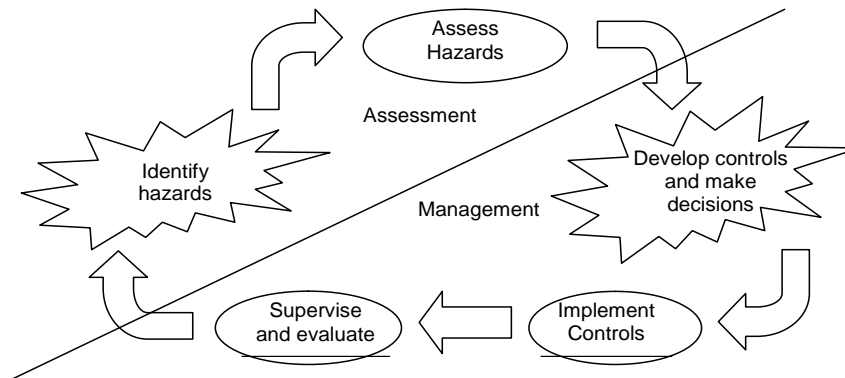 Assess
Hazards
Assessment
Identify
hazards
Develop controls
and make
decisions
Management
Supervise
and evaluate
Implement
Controls